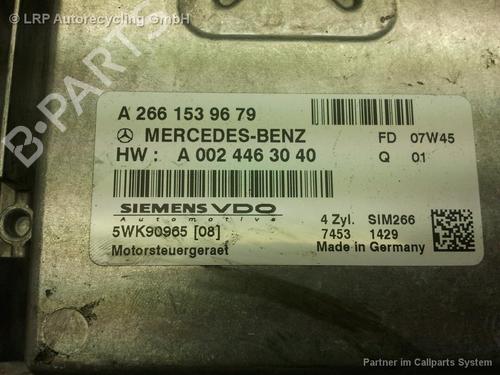 © LRP Autorecycling GmbH
B-PARTS
A 266 153 96 79
MERCEDES-BENZ FD 07W45
HW : A 002 446 30 40 Q 01
SIEMENS VDO
Automotive
4 Zyl. SIM266
5WK90965 [08] 7453 1429
Motorsteuergeraet Made in Germany
Partner im Callparts System